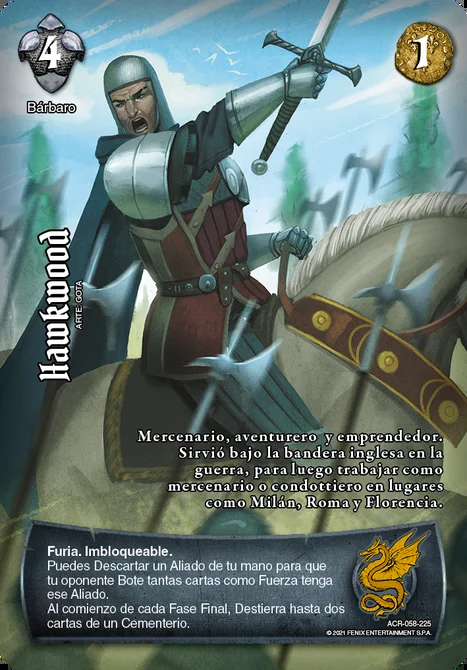 4
1
Bárbaro
Hawkwood
ARTE: GOTA
Mercenario, aventurero y emprendedor.
Sirvió bajo la bandera inglesa en la
guerra, para luego trabajar como
mercenario o condottiero en lugares
como Milán, Roma y Florencia.
Furia. Imbloqueable.
Puedes Descartar un Aliado de tu mano para que
tu oponente Bote tantas cartas como Fuerza tenga
ese Aliado.
Al comienzo de cada Fase Final, Destierra hasta dos
cartas de un Cementerio.
ACR-058-225
© 2021 FENIX ENTERTAINMENT S.P.A.